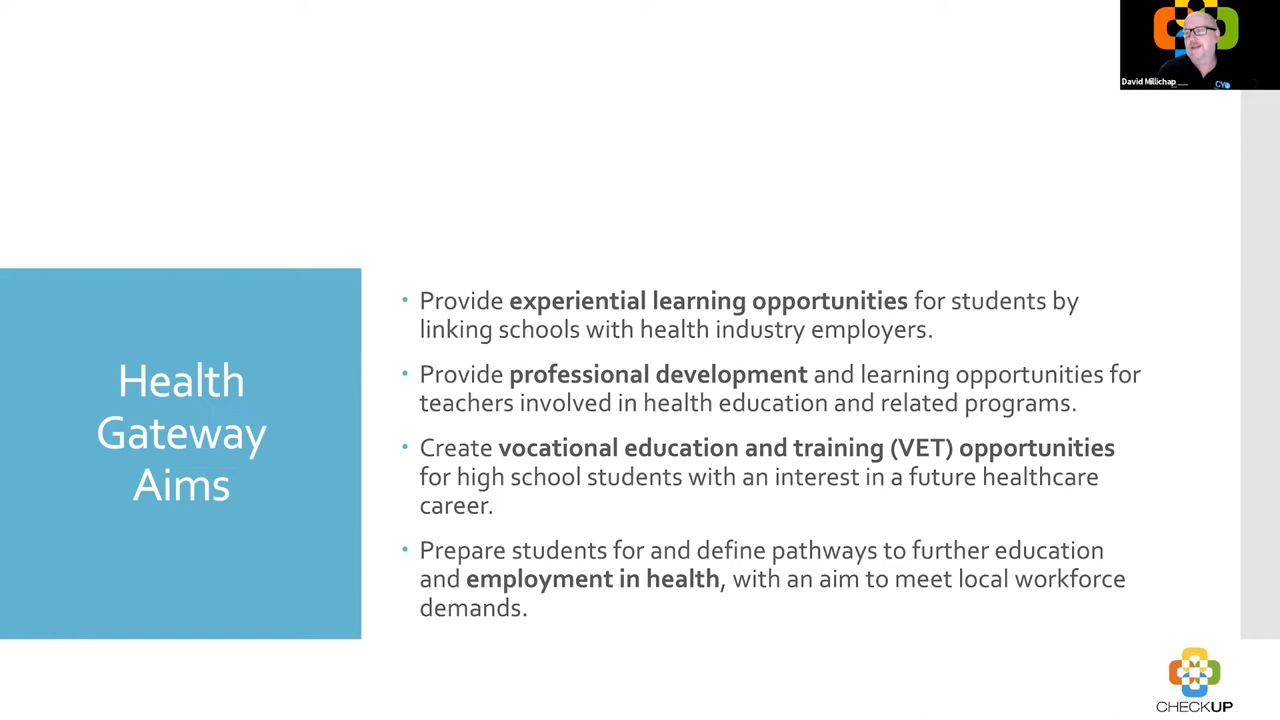 David Millichap
CYO
Health
Gateway
Aims
• Provide experiential learning opportunities for students by
linking schools with health industry employers.
• Provide professional development and learning opportunities for
teachers involved in health education and related programs.
• Create vocational education and training (VET) opportunities
for high school students with an interest in a future healthcare
career.
• Prepare students for and define pathways to further education
and employment in health, with an aim to meet local workforce
demands.
CHECKUP